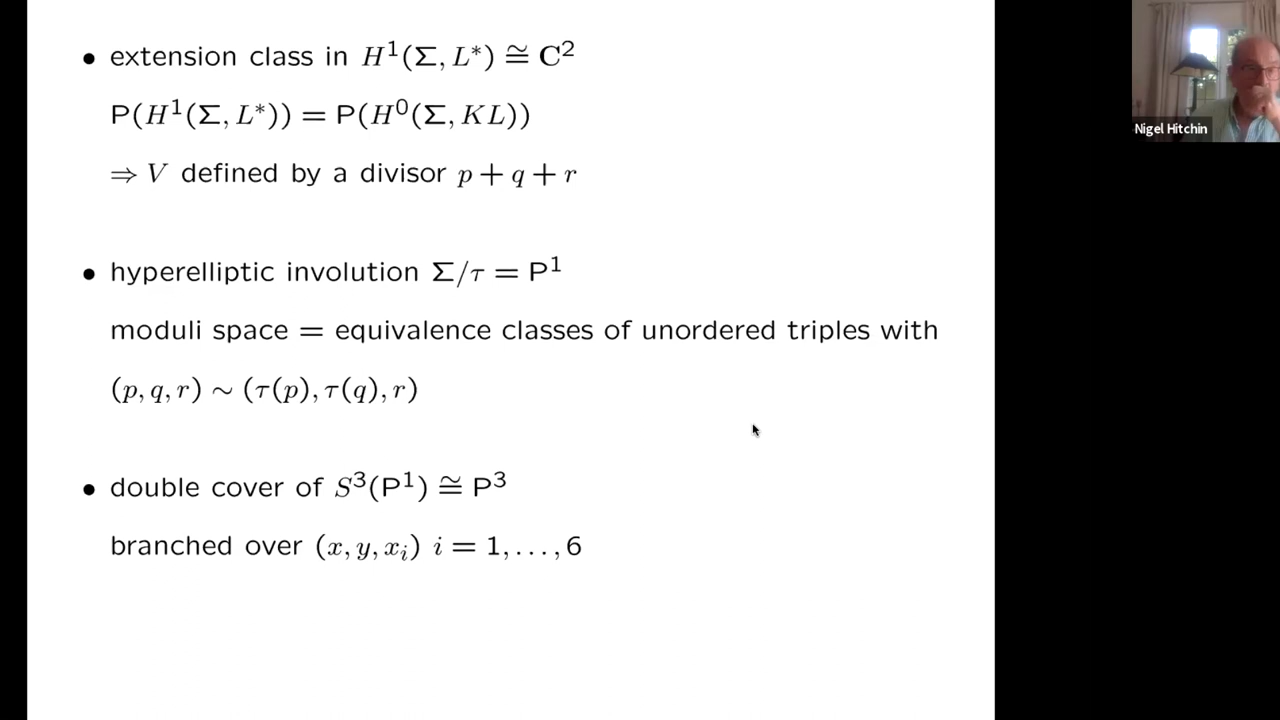 • extension class in H¹(Σ, L*) ≅ C²
P(H¹(Σ, L*)) = P(H⁰(Σ, KL))
⇒ V defined by a divisor p + q + r
• hyperelliptic involution Σ/τ = P¹
moduli space = equivalence classes of unordered triples with
(p, q, r) ∼ (τ(p), τ(q), r)
• double cover of S³(P¹) ≅ P³
branched over (x, y, xᵢ) i = 1, . . . , 6
Nigel Hitchin